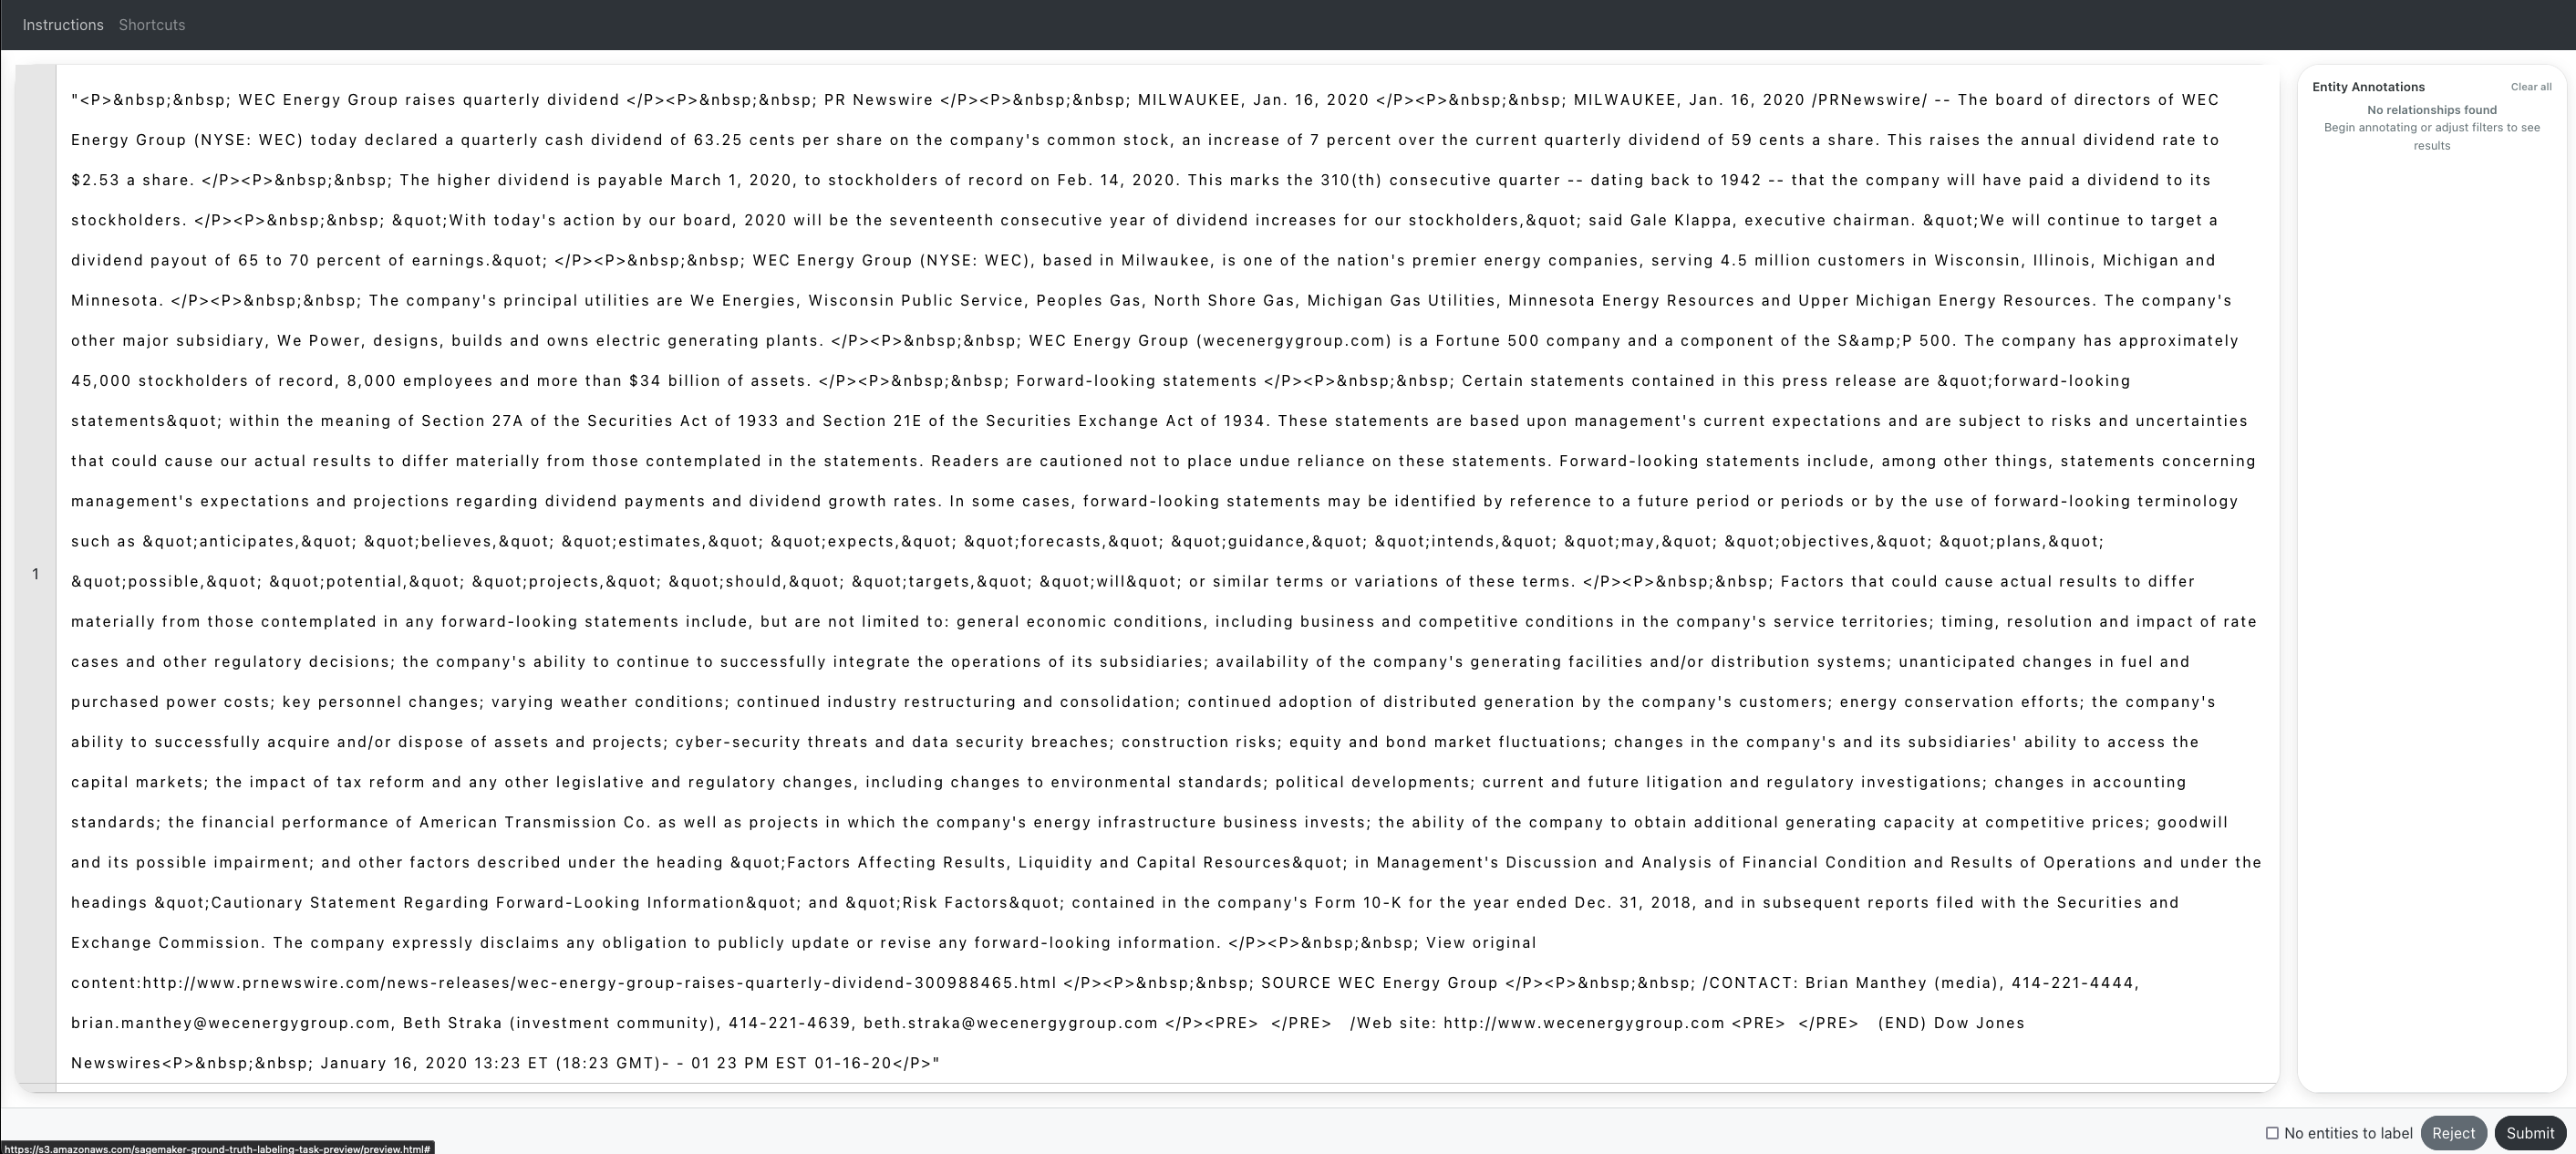 Instructions Shortcuts
"<P>&nbsp;&nbsp; WEC Energy Group raises quarterly dividend </P><P>&nbsp;&nbsp; PR Newswire </P><P>&nbsp;&nbsp; MILWAUKEE, Jan. 16, 2020 </P><P>&nbsp;&nbsp; MILWAUKEE, Jan. 16, 2020 /PRNewswire/ -- The board of directors of WEC
Energy Group (NYSE: WEC) today declared a quarterly cash dividend of 63.25 cents per share on the company's common stock, an increase of 7 percent over the current quarterly dividend of 59 cents a share. This raises the annual dividend rate to
$2.53 a share. </P><P>&nbsp;&nbsp; The higher dividend is payable March 1, 2020, to stockholders of record on Feb. 14, 2020. This marks the 310(th) consecutive quarter -- dating back to 1942 -- that the company will have paid a dividend to its
stockholders. </P><P>&nbsp;&nbsp; &quot;With today's action by our board, 2020 will be the seventeenth consecutive year of dividend increases for our stockholders,&quot; said Gale Klappa, executive chairman. &quot;We will continue to target a
dividend payout of 65 to 70 percent of earnings.&quot; </P><P>&nbsp;&nbsp; WEC Energy Group (NYSE: WEC), based in Milwaukee, is one of the nation's premier energy companies, serving 4.5 million customers in Wisconsin, Illinois, Michigan and
Minnesota. </P><P>&nbsp;&nbsp; The company's principal utilities are We Energies, Wisconsin Public Service, Peoples Gas, North Shore Gas, Michigan Gas Utilities, Minnesota Energy Resources and Upper Michigan Energy Resources. The company's
other major subsidiary, We Power, designs, builds and owns electric generating plants. </P><P>&nbsp;&nbsp; WEC Energy Group (wecenergygroup.com) is a Fortune 500 company and a component of the S&amp;P 500. The company has approximately
45,000 stockholders of record, 8,000 employees and more than $34 billion of assets. </P><P>&nbsp;&nbsp; Forward-looking statements </P><P>&nbsp;&nbsp; Certain statements contained in this press release are &quot;forward-looking
statements&quot; within the meaning of Section 27A of the Securities Act of 1933 and Section 21E of the Securities Exchange Act of 1934. These statements are based upon management's current expectations and are subject to risks and uncertainties
that could cause our actual results to differ materially from those contemplated in the statements. Readers are cautioned not to place undue reliance on these statements. Forward-looking statements include, among other things, statements concerning
management's expectations and projections regarding dividend payments and dividend growth rates. In some cases, forward-looking statements may be identified by reference to a future period or periods or by the use of forward-looking terminology
such as &quot;anticipates,&quot; &quot;believes,&quot; &quot;estimates,&quot; &quot;expects,&quot; &quot;forecasts,&quot; &quot;guidance,&quot; &quot;intends,&quot; &quot;may,&quot; &quot;objectives,&quot; &quot;plans,&quot;
1
&quot;possible,&quot; &quot;potential,&quot; &quot;projects,&quot; &quot;should,&quot; &quot;targets,&quot; &quot;will&quot; or similar terms or variations of these terms. </P><P>&nbsp;&nbsp; Factors that could cause actual results to differ
materially from those contemplated in any forward-looking statements include, but are not limited to: general economic conditions, including business and competitive conditions in the company's service territories; timing, resolution and impact of rate
cases and other regulatory decisions; the company's ability to continue to successfully integrate the operations of its subsidiaries; availability of the company's generating facilities and/or distribution systems; unanticipated changes in fuel and
purchased power costs; key personnel changes; varying weather conditions; continued industry restructuring and consolidation; continued adoption of distributed generation by the company's customers; energy conservation efforts; the company's
ability to successfully acquire and/or dispose of assets and projects; cyber-security threats and data security breaches; construction risks; equity and bond market fluctuations; changes in the company's and its subsidiaries' ability to access the
capital markets; the impact of tax reform and any other legislative and regulatory changes, including changes to environmental standards; political developments; current and future litigation and regulatory investigations; changes in accounting
standards; the financial performance of American Transmission Co. as well as projects in which the company's energy infrastructure business invests; the ability of the company to obtain additional generating capacity at competitive prices; goodwill
and its possible impairment; and other factors described under the heading &quot;Factors Affecting Results, Liquidity and Capital Resources&quot; in Management's Discussion and Analysis of Financial Condition and Results of Operations and under the
headings &quot;Cautionary Statement Regarding Forward-Looking Information&quot; and &quot;Risk Factors&quot; contained in the company's Form 10-K for the year ended Dec. 31, 2018, and in subsequent reports filed with the Securities and
Exchange Commission. The company expressly disclaims any obligation to publicly update or revise any forward-looking information. </P><P>&nbsp;&nbsp; View original
content:http://www.prnewswire.com/news-releases/wec-energy-group-raises-quarterly-dividend-300988465.html </P><P>&nbsp;&nbsp; SOURCE WEC Energy Group </P><P>&nbsp;&nbsp; /CONTACT: Brian Manthey (media), 414-221-4444,
brian.manthey@wecenergygroup.com, Beth Straka (investment community), 414-221-4639, beth.straka@wecenergygroup.com </P><PRE> </PRE> /Web site: http://www.wecenergygroup.com <PRE> </PRE> (END) Dow Jones
Newswires<P>&nbsp;&nbsp; January 16, 2020 13:23 ET (18:23 GMT)- - 01 23 PM EST 01-16-20</P>"
Entity Annotations Clear all
No relationships found
Begin annotating or adjust filters to see
results
No entities to label Reject Submit
https://s3.amazonaws.com/sagemaker-ground-truth-labeling-task-preview/preview.html#